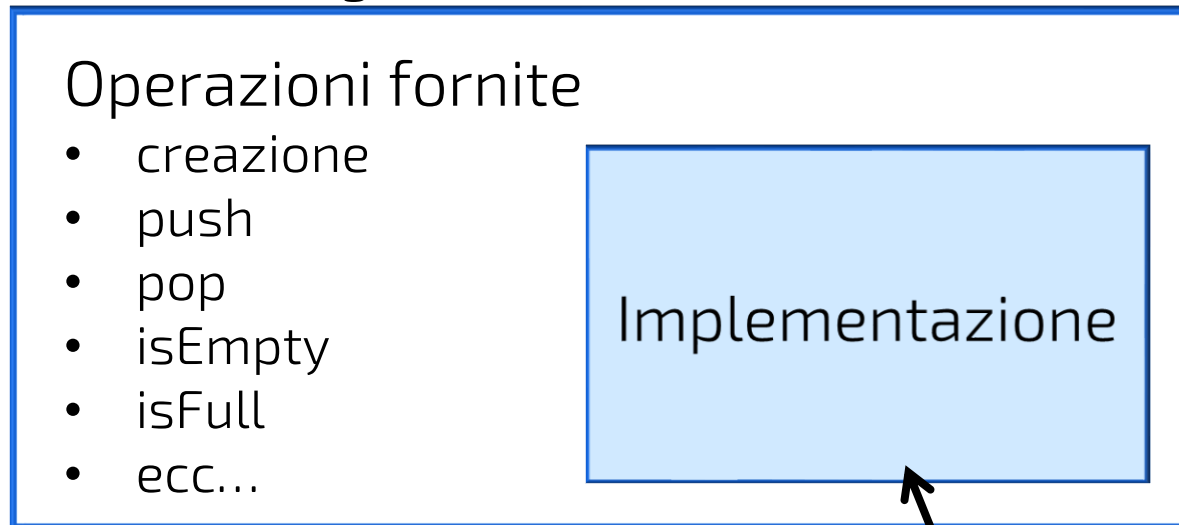 Operazioni fornite
• creazione
• push
• pop
• isEmpty
• isFull
• ecc...
Implementazione